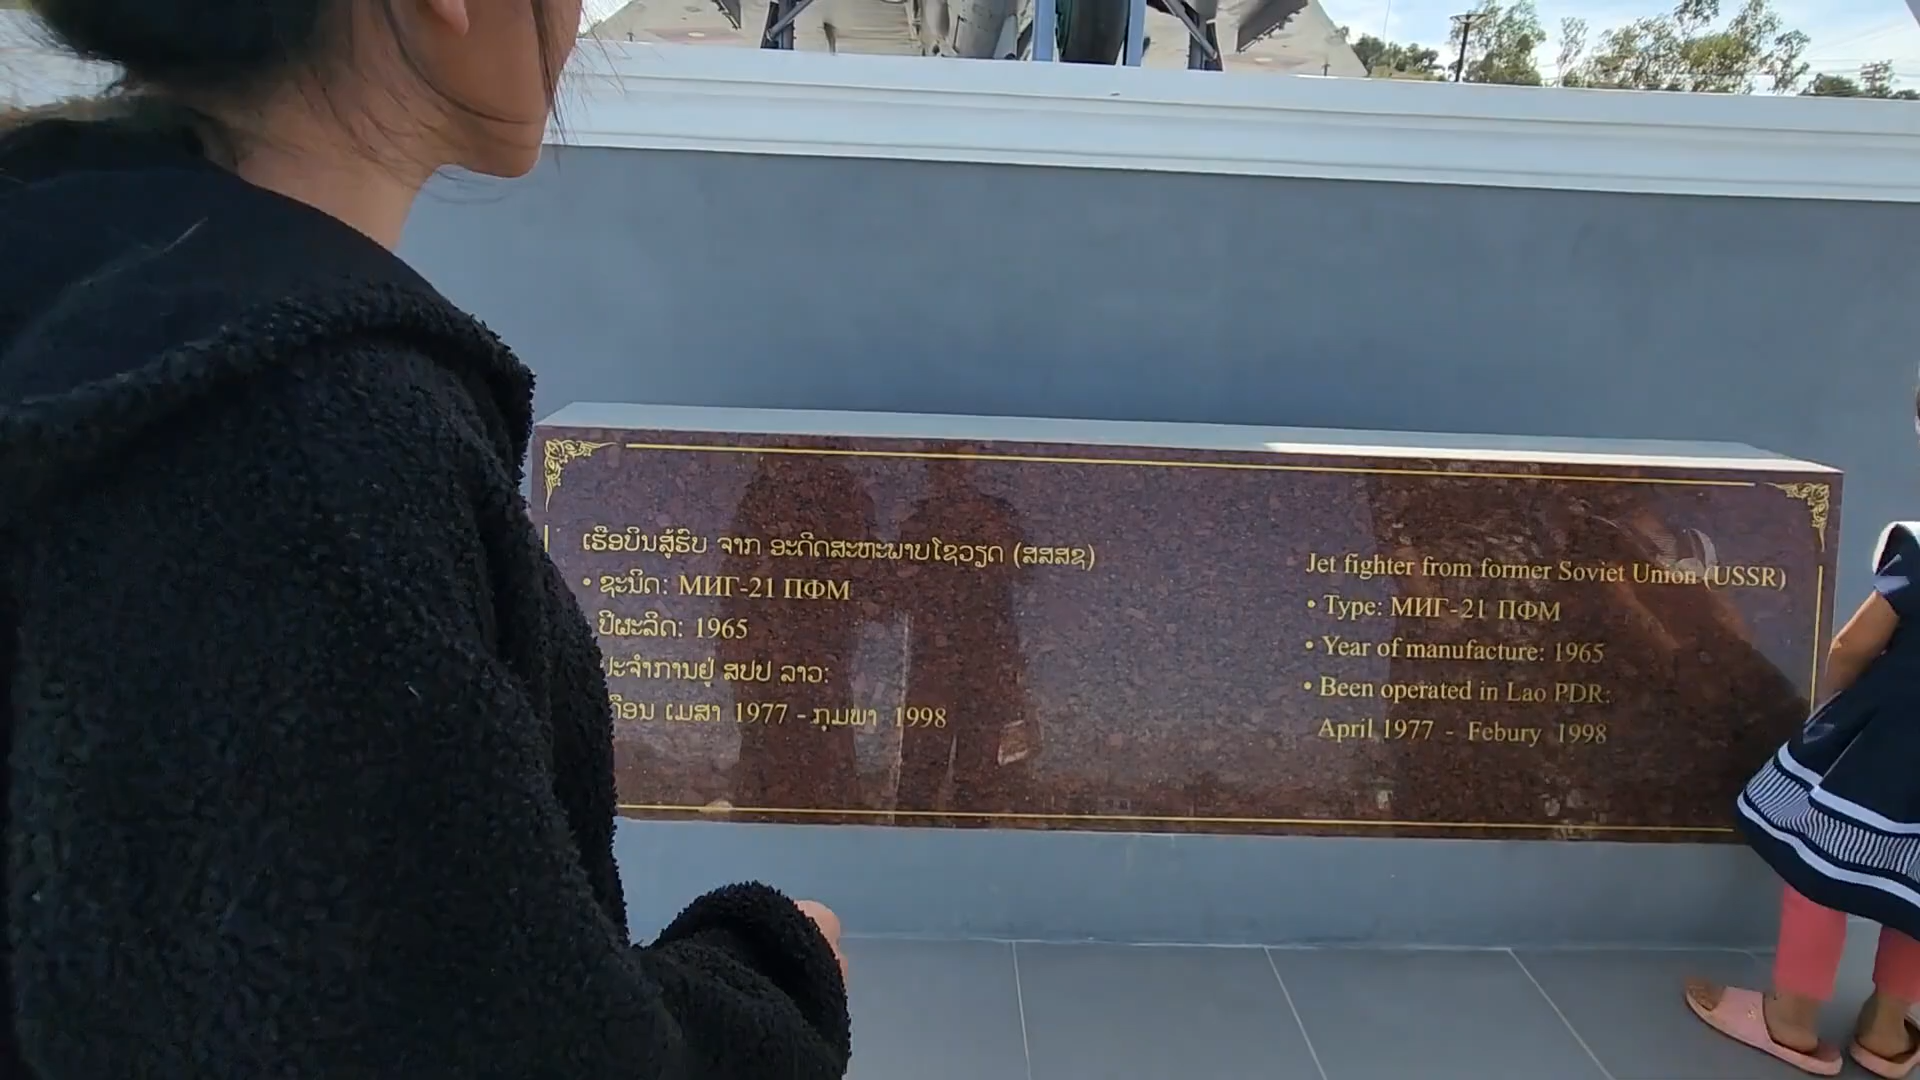 ເຮືອບິນສູ້ຮົບ ຈາກ ອະດີດສະຫະພາບໂຊວຽດ (ສສສຊ)
• ຊະນິດ: МИГ-21 ПФМ
ປີຜະລິດ: 1965
ປະຈຳການຢູ່ ສປປ ລາວ:
ເດືອນ ເມສາ 1977 - ກຸມພາ 1998
Jet fighter from former Soviet Union (USSR)
• Type: МИГ-21 ПФМ
• Year of manufacture: 1965
• Been operated in Lao PDR:
April 1977 - Febury 1998